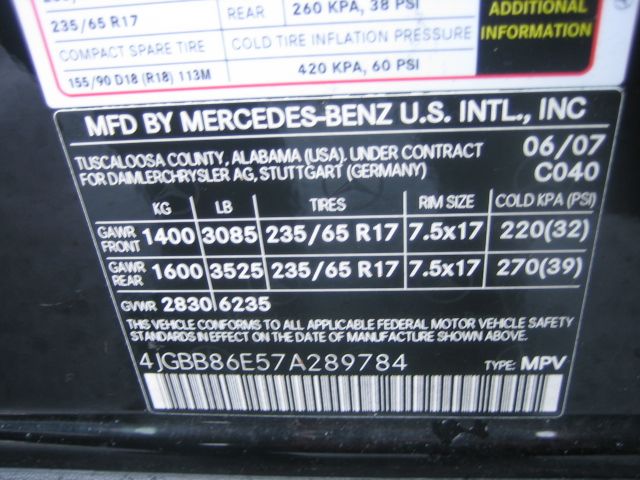 235/65 R17 REAR 260 KPA, 38 PSI
ADDITIONAL
INFORMATION
COMPACT SPARE TIRE COLD TIRE INFLATION PRESSURE
155/90 D18 (R18) 113M 420 KPA, 60 PSI
MFD BY MERCEDES-BENZ U.S. INTL., INC
TUSCALOOSA COUNTY, ALABAMA (USA). UNDER CONTRACT 06/07
FOR DAIMLERCHRYSLER AG, STUTTGART (GERMANY) C040
KG LB TIRES RIM SIZE COLD KPA (PSI)
GAWR FRONT 1400 3085 235/65 R17 7.5x17 220(32)
GAWR REAR 1600 3525 235/65 R17 7.5x17 270(39)
GVWR 2830 6235
THIS VEHICLE CONFORMS TO ALL APPLICABLE FEDERAL MOTOR VEHICLE SAFETY
STANDARDS IN EFFECT ON THE DATE OF MANUFACTURE SHOWN ABOVE.
4JGBB86E57A289784 TYPE: MPV